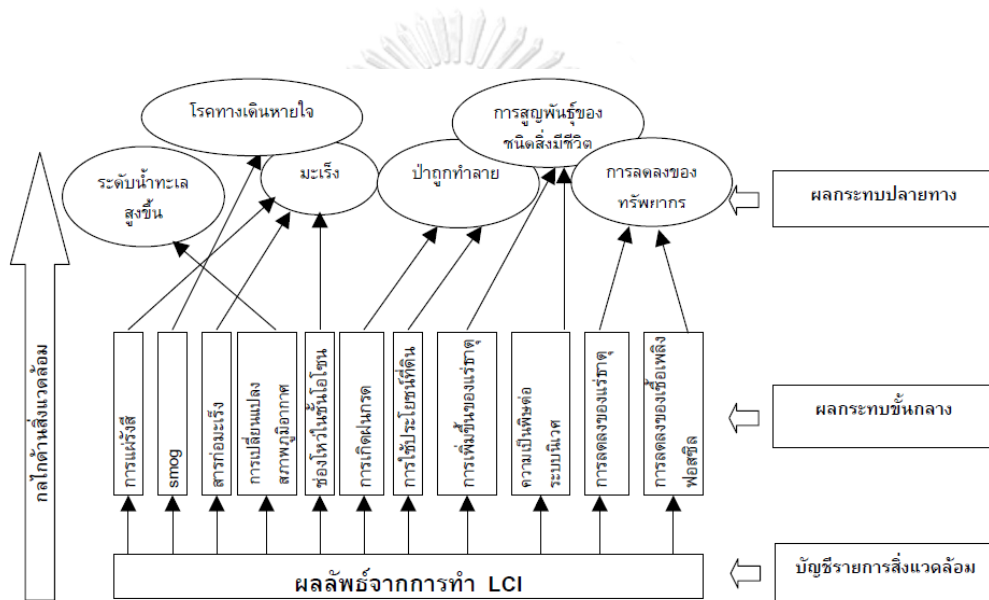 โรคทางเดินหายใจ
การสูญพันธุ์ของ
ชนิดสิ่งมีชีวิต
ระดับน้ำทะเล
สูงขึ้น
มะเร็ง
ป่าถูกทำลาย
การลดลงของ
ทรัพยากร
ผลกระทบปลายทาง
กลไกด้านสิ่งแวดล้อม
การแผ่รังสี
smog
สารก่อมะเร็ง
การเปลี่ยนแปลง
สภาพภูมิอากาศ
ช่องโหว่ในชั้นโอโซน
การเกิดฝนกรด
การใช้ประโยชน์ที่ดิน
การเพิ่มขึ้นของแร่ธาตุ
ความเป็นพิษต่อ
ระบบนิเวศ
การลดลงของแร่ธาตุ
การลดลงของเชื้อเพลิง
ฟอสซิล
ผลกระทบขั้นกลาง
ผลลัพธ์จากการทำ LCI
บัญชีรายการสิ่งแวดล้อม